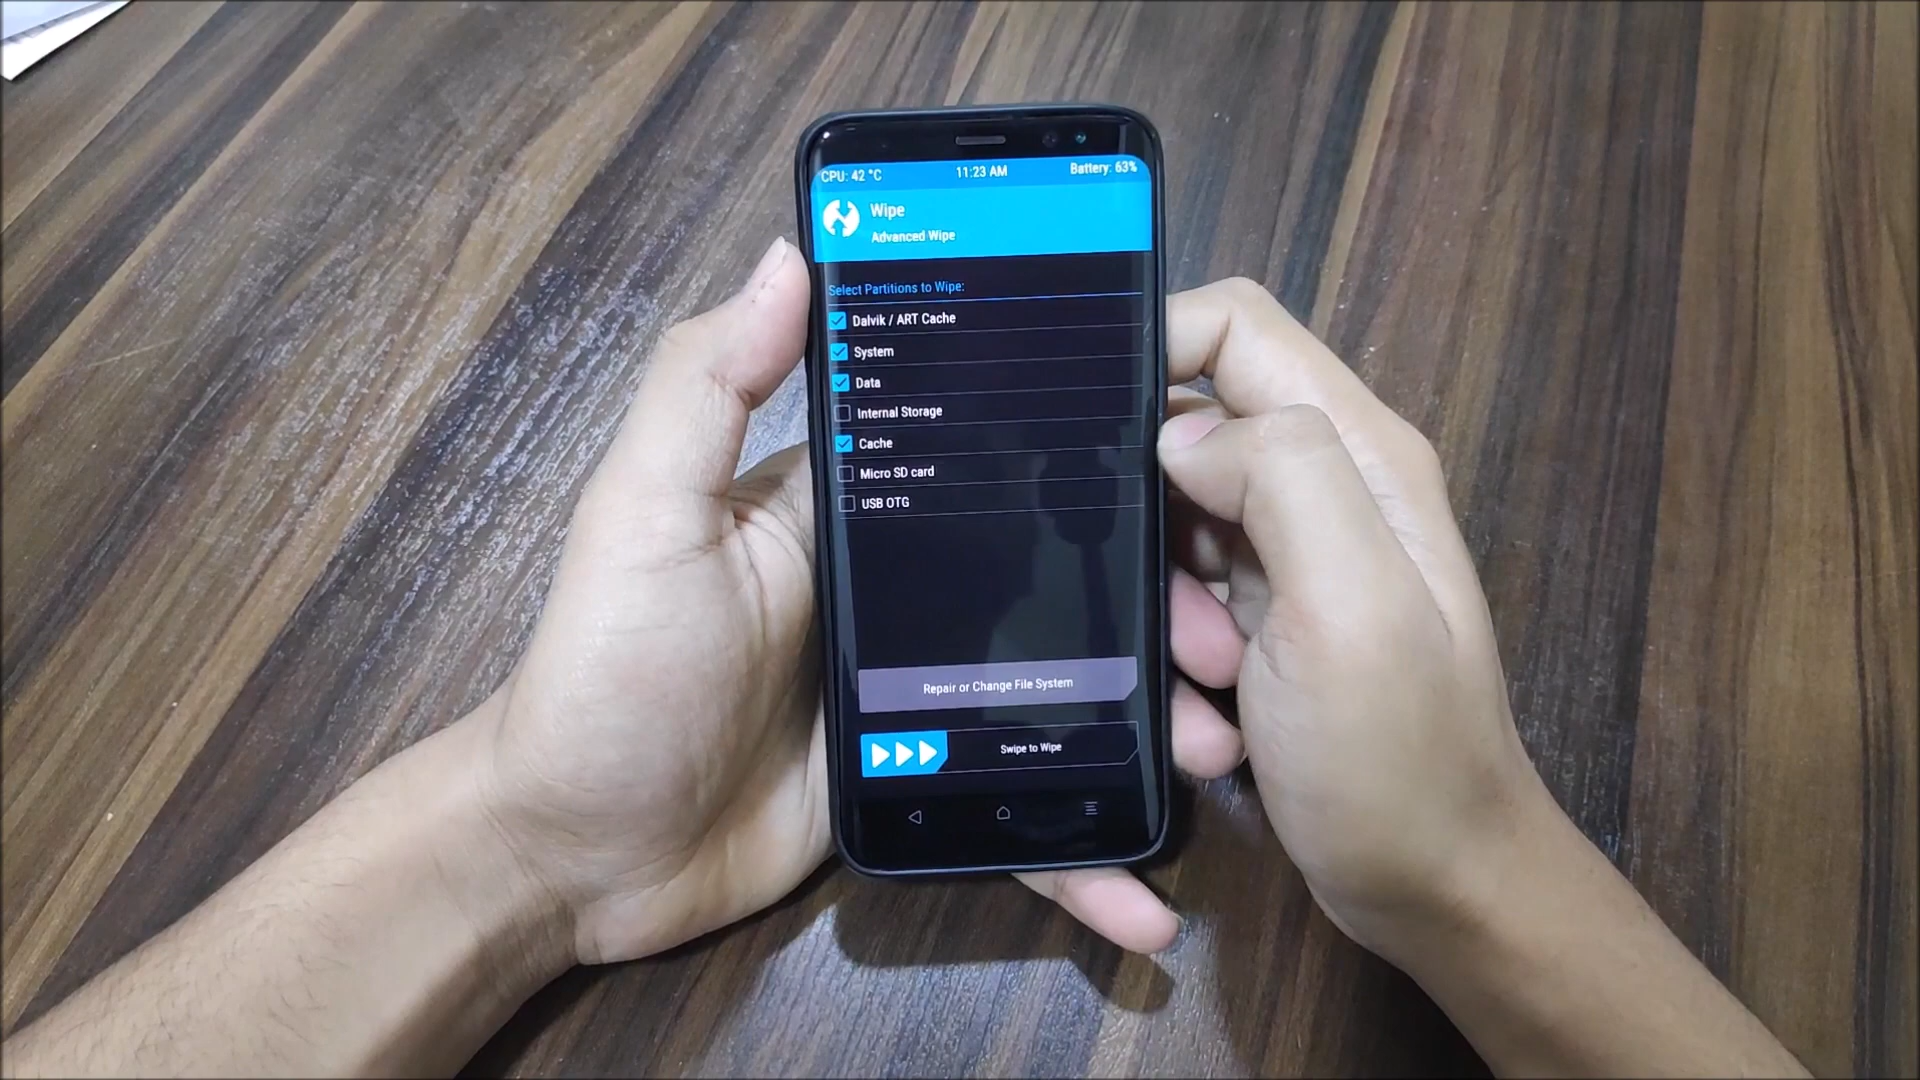 CPU: 42 °C 11:23 AM Battery: 63%
Wipe
Advanced Wipe
Select Partitions to Wipe:
Dalvik / ART Cache
System
Data
Internal Storage
Cache
Micro SD card
USB OTG
Repair or Change File System
Swipe to Wipe